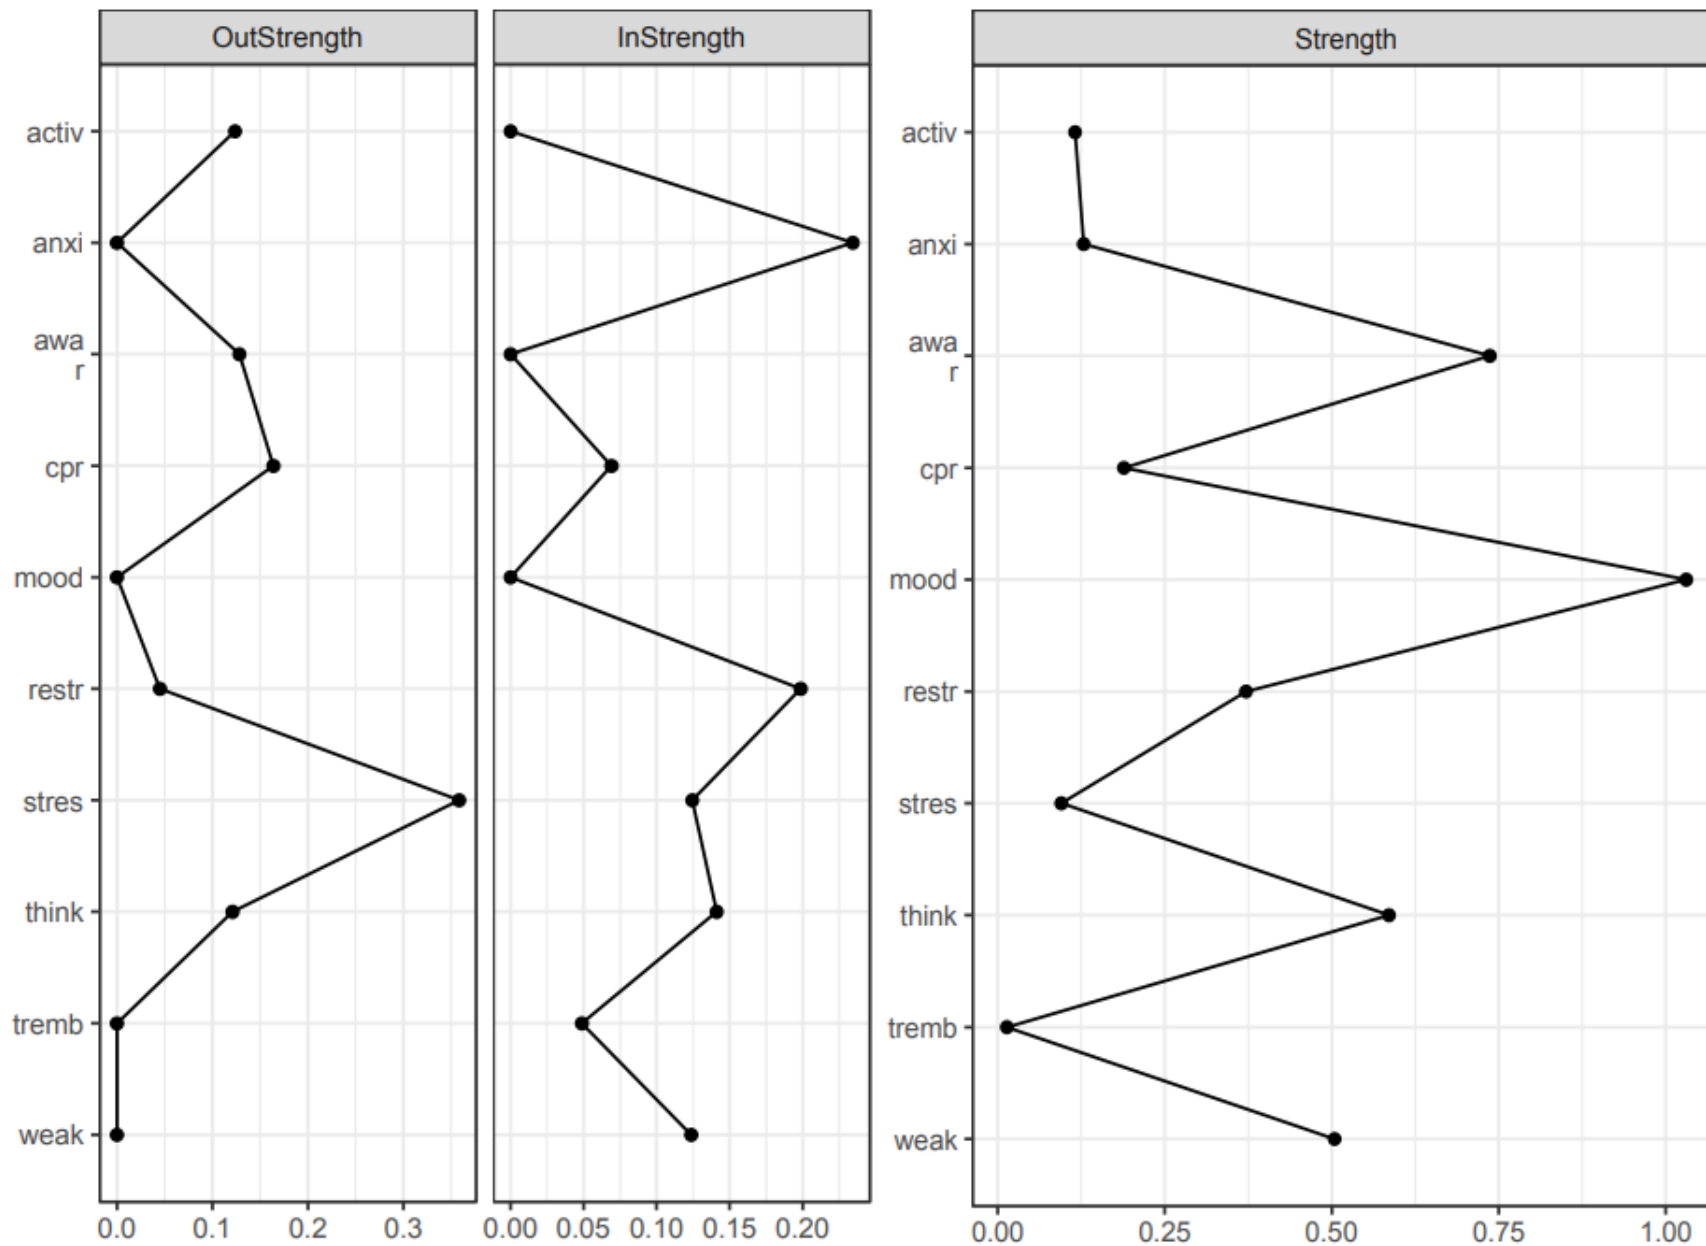 OutStrength
InStrength
Strength
activ
anxi
awa
r
cpr
mood
restr
stres
think
tremb
weak
0.0 0.1 0.2 0.3
0.00 0.05 0.10 0.15 0.20
activ
anxi
awa
r
cpr
mood
restr
stres
think
tremb
weak
0.00 0.25 0.50 0.75 1.00